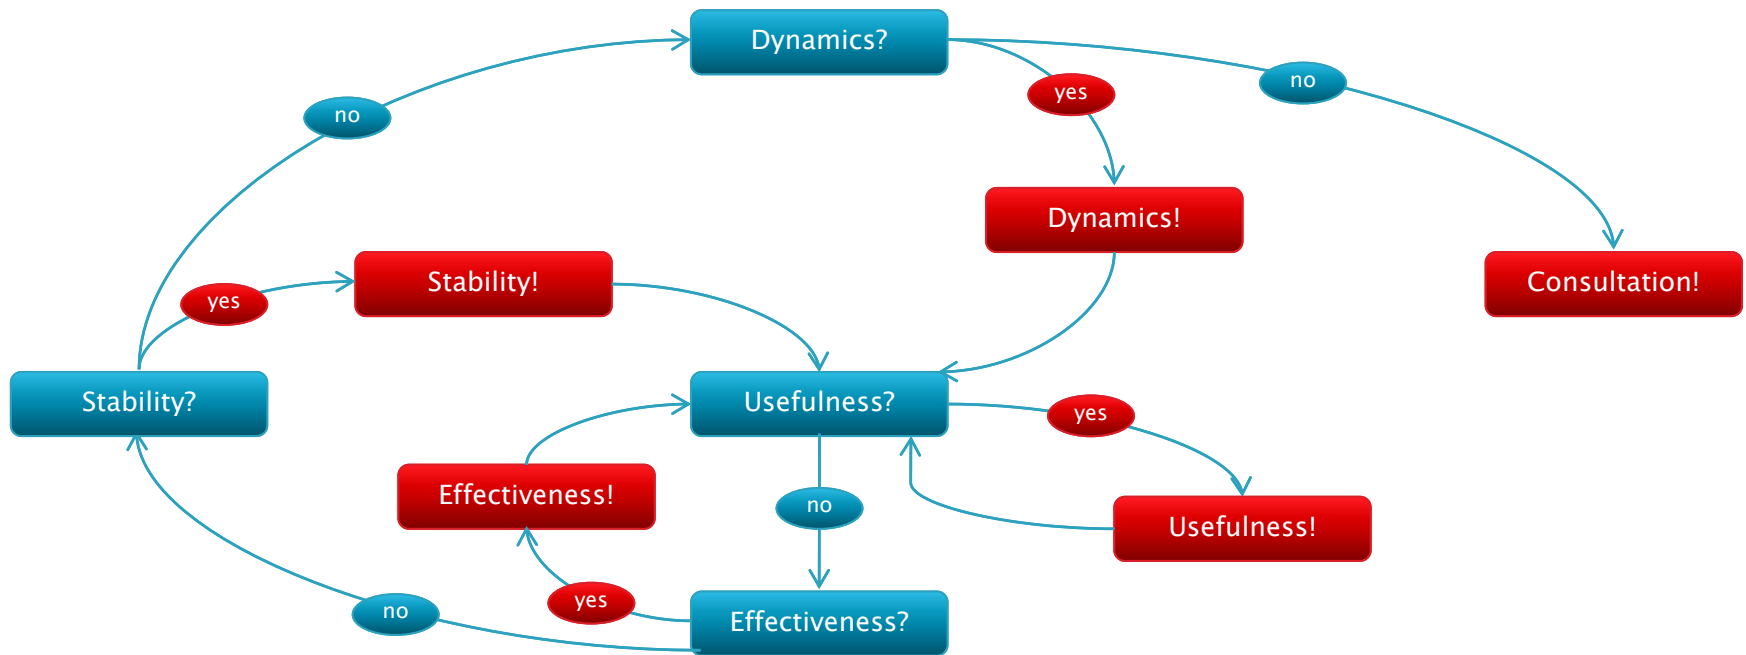 Dynamics?
no
yes
no
Dynamics!
Stability!
Consultation!
yes
Stability?
Usefulness?
yes
Effectiveness!
no
Usefulness!
yes
no
Effectiveness?